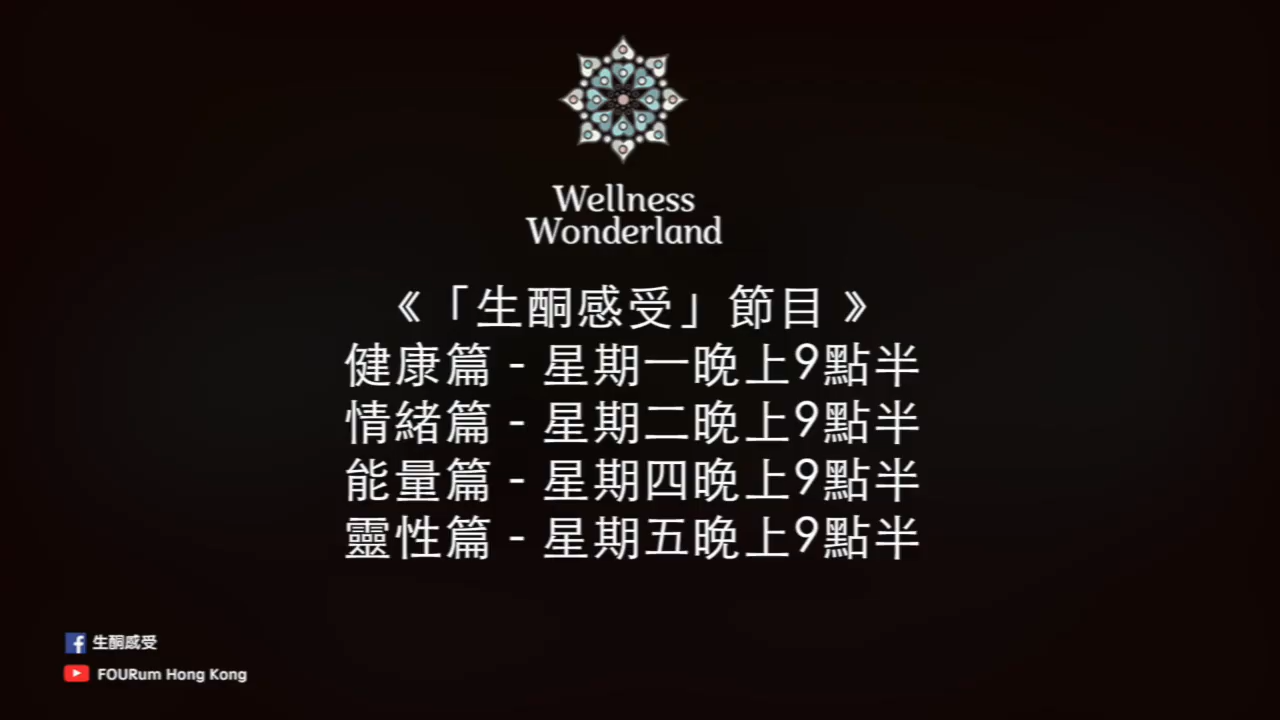 Wellness
Wonderland
《「生酮感受」節目 》
健康篇 - 星期一晚上9點半
情緒篇 - 星期二晚上9點半
能量篇 - 星期四晚上9點半
靈性篇 - 星期五晚上9點半
生酮感受
FOURum Hong Kong